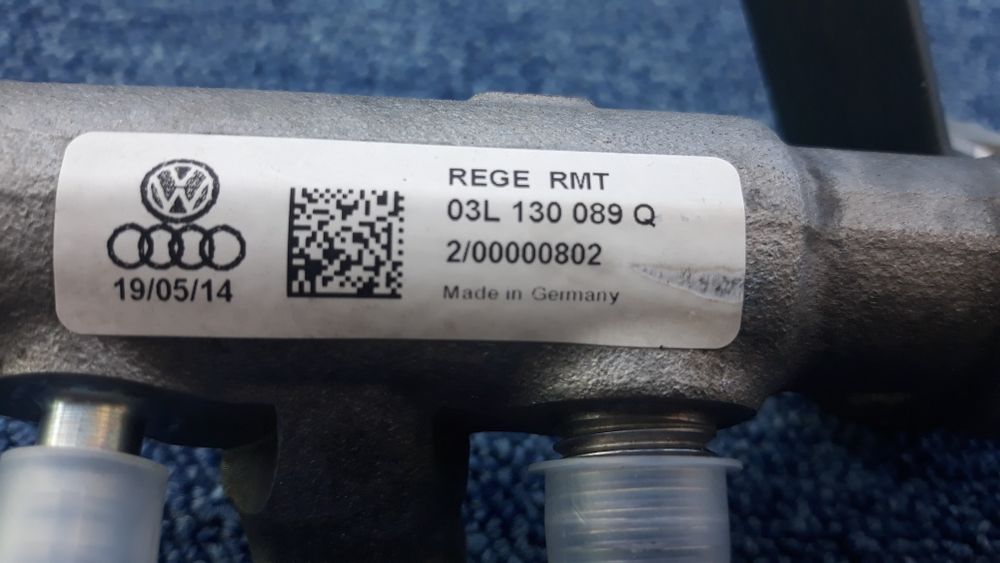 19/05/14
REGE RMT
03L 130 089 Q
2/00000802
Made in Germany